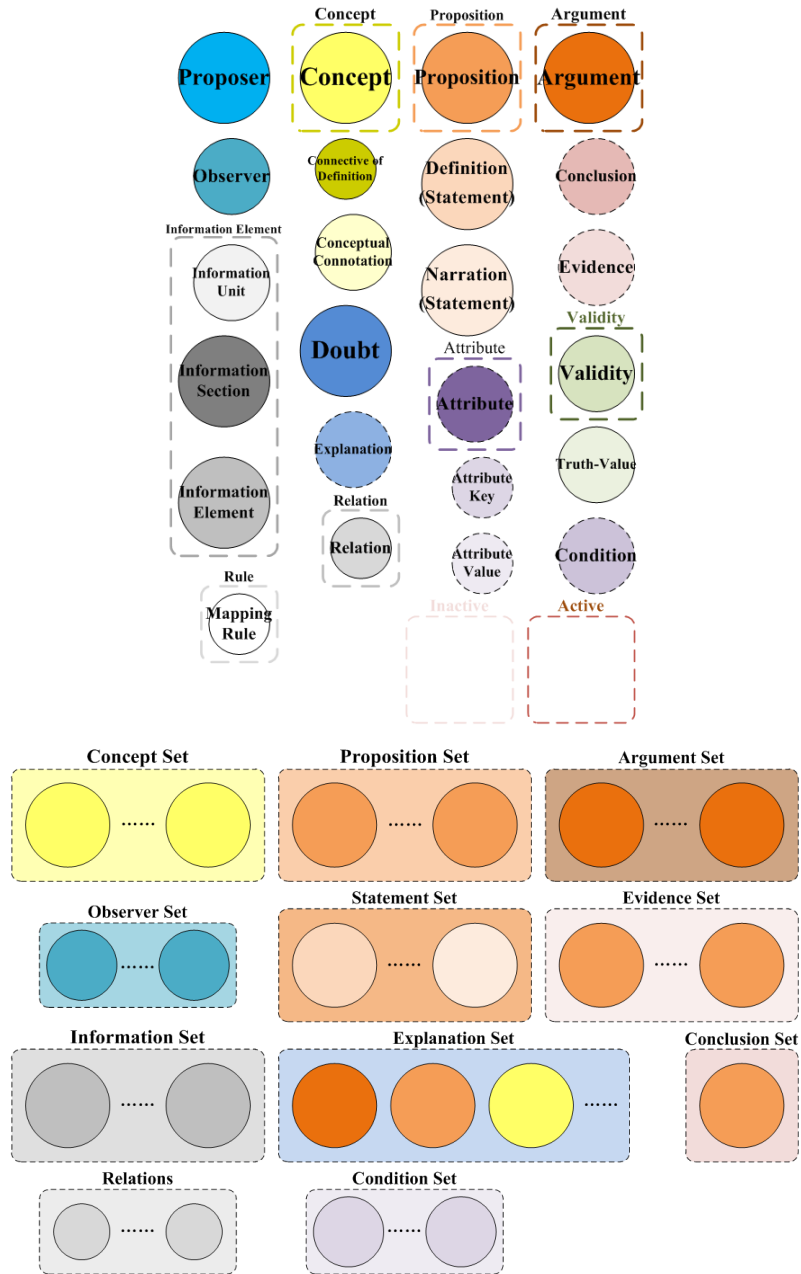 Concept
Proposition
Argument
Proposer
Concept
Proposition
Argument
Observer
Connective of
Definition
Definition
(Statement)
Conclusion
Information Element
Information
Unit
Conceptual
Connotation
Narration
(Statement)
Evidence
Validity
Information
Section
Doubt
Attribute
Attribute
Validity
Explanation
Attribute
Key
Truth-Value
Information
Element
Relation
Relation
Attribute
Value
Condition
Rule
Mapping
Rule
Inactive
Active
Concept Set
Proposition Set
Argument Set
......
......
......
Observer Set
Statement Set
Evidence Set
......
......
......
Information Set
Explanation Set
Conclusion Set
......
......
Relations
Condition Set
......
......